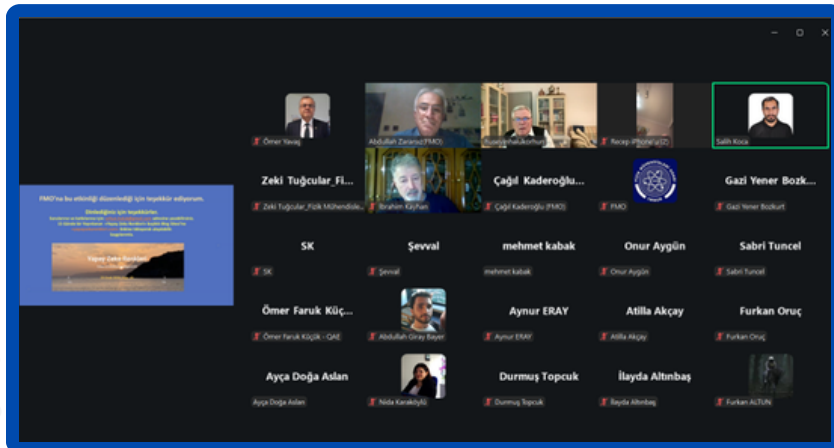 FMO'na bu etkinliği düzenlediği için teşekkür ediyorum.
Dinlediğiniz için teşekkürler.
Yapay Zeka Günlükleri
Ömer Yavaş
Abdullah Zararsız(FMO)
Recep iPhone'u (2)
Salih Koca
Zeki Tuğcular_Fi...
Çağıl Kaderoğlu...
Gazi Yener Bozk...
Zeki Tuğcular_Fizik Mühendisle...
Ibrahim Kayhan
Çağıl Kaderoğlu (FMO)
FMO
Gazi Yener Bozkurt
SK
Şevval
mehmet kabak
Onur Aygün
Sabri Tuncel
SK
Şevval
mehmet kabak
Onur Aygün
Sabri Tuncel
Ömer Faruk Küç...
Aynur ERAY
Atilla Akçay
Furkan Oruç
Ömer Faruk Küçük - QAE
Abdullah Giray Bayer
Aynur ERAY
Atilla Akçay
Furkan Oruç
Ayça Doğa Aslan
Durmuş Topcuk
İlayda Altınbaş
Ayça Doğa Aslan
Nida Karaköylü
Durmuş Topcuk
İlayda Altınbaş
Furkan ALTUN